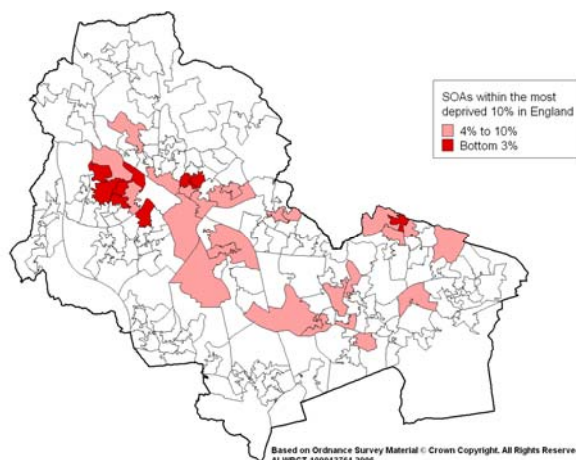 SOAs within the most
deprived 10% in England
4% to 10%
Bottom 3%
Based on Ordnance Survey Material © Crown Copyright. All Rights Reserve